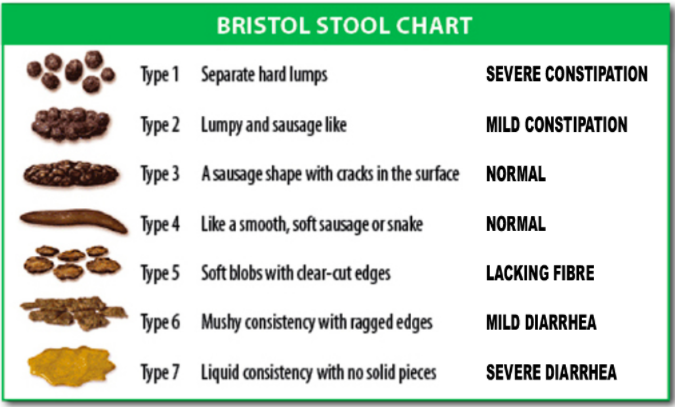 BRISTOL STOOL CHART
Type 1 Separate hard lumps SEVERE CONSTIPATION
Type 2 Lumpy and sausage like MILD CONSTIPATION
Type 3 A sausage shape with cracks in the surface NORMAL
Type 4 Like a smooth, soft sausage or snake NORMAL
Type 5 Soft blobs with clear-cut edges LACKING FIBRE
Type 6 Mushy consistency with ragged edges MILD DIARRHEA
Type 7 Liquid consistency with no solid pieces SEVERE DIARRHEA